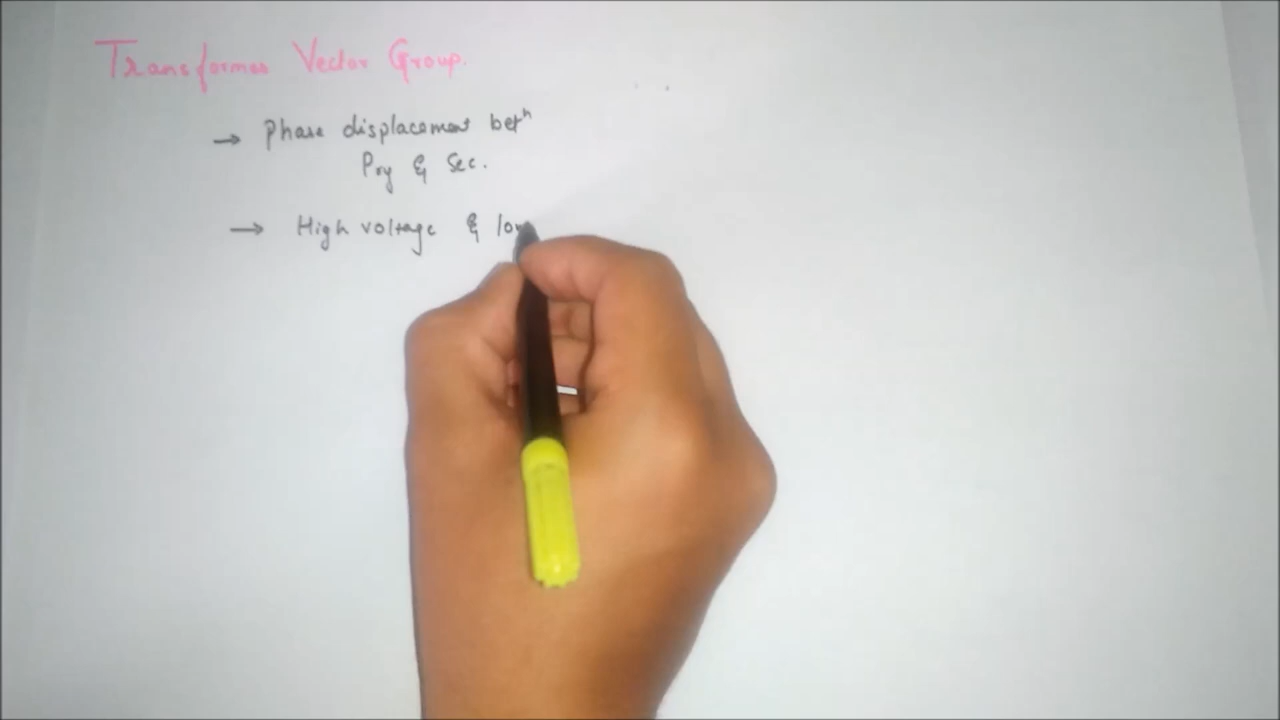 Transformer Vector Group.
→ Phase displacement betⁿ
Pry & Sec.
→ High voltage & low